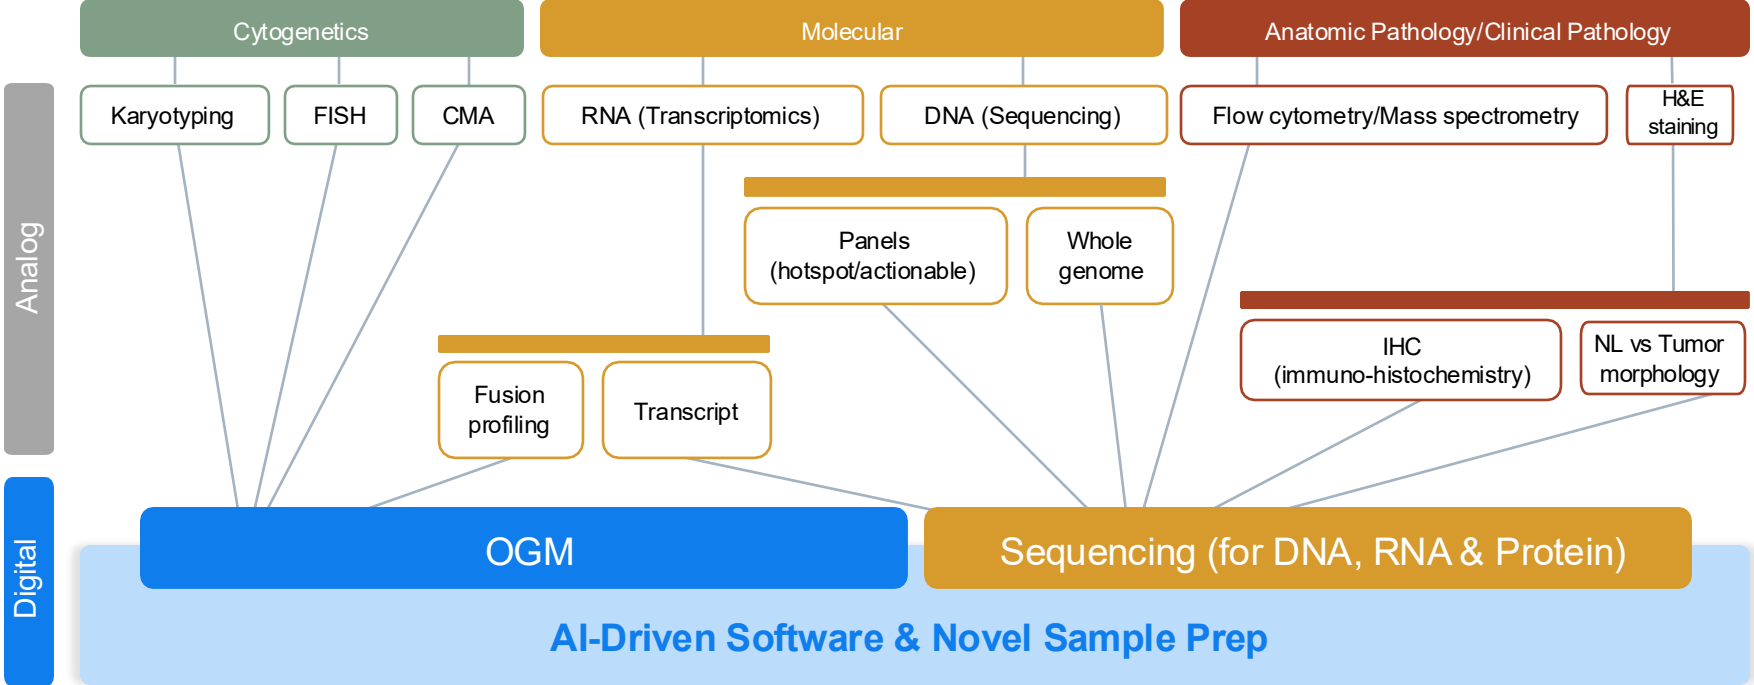 Cytogenetics
Molecular
Anatomic Pathology/Clinical Pathology
Analog
Karyotyping
FISH
CMA
RNA (Transcriptomics)
DNA (Sequencing)
Flow cytometry/Mass spectrometry
H&E
staining
Panels
(hotspot/actionable)
Whole
genome
IHC
(immuno-histochemistry)
NL vs Tumor
morphology
Fusion
profiling
Transcript
Digital
OGM
Sequencing (for DNA, RNA & Protein)
AI-Driven Software & Novel Sample Prep